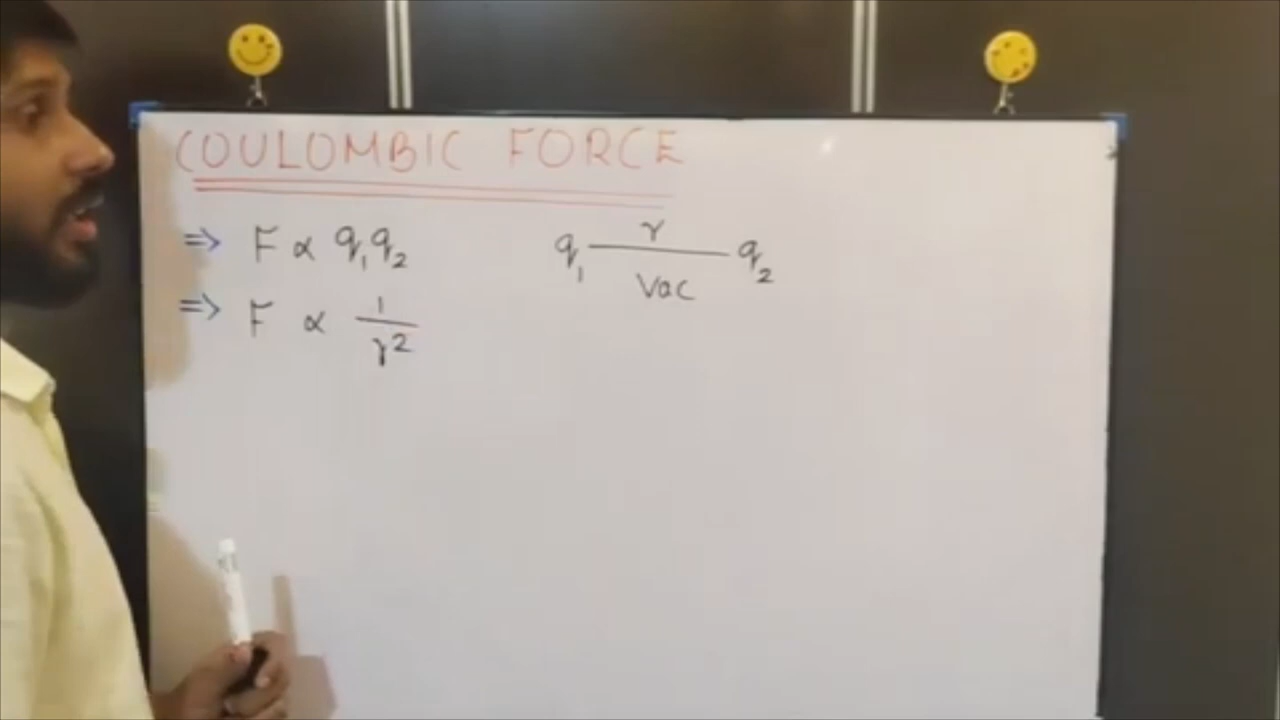 COULOMBIC FORCE
⇒ F ∝ q₁q₂
q₁ r q₂
Vac
⇒ F ∝ 1/r²